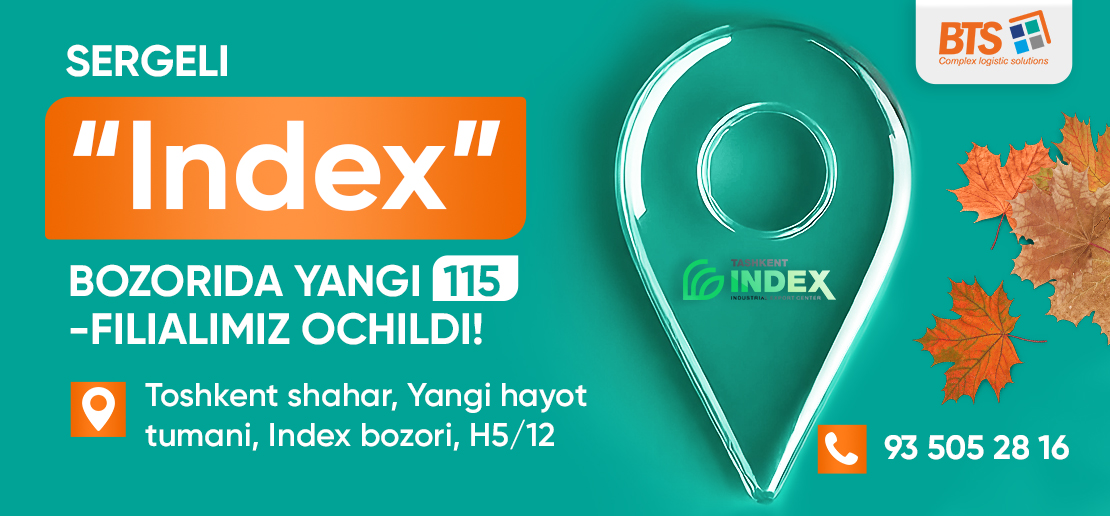 SERGELI
"Index"
BOZORIDA YANGI 115
-FILIALIMIZ OCHILDI!
Toshkent shahar, Yangi hayot
tumani, Index bozori, H5/12
TASHKENT
INDEX
CENTER
BTS
Complex logistic solutions
93 505 28 16